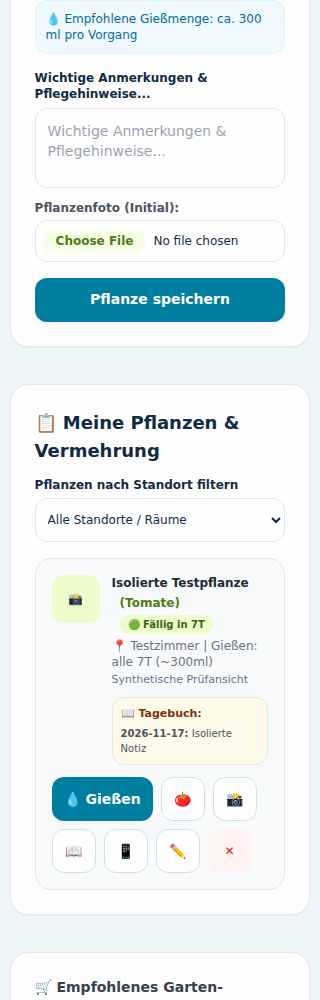 💧 Empfohlene Gießmenge: ca. 300
ml pro Vorgang
Wichtige Anmerkungen &
Pflegehinweise...
Wichtige Anmerkungen &
Pflegehinweise...
Pflanzenfoto (Initial):
Choose File No file chosen
Pflanze speichern
📋 Meine Pflanzen &
Vermehrung
Pflanzen nach Standort filtern
Alle Standorte / Räume
Isolierte Testpflanze
(Tomate)
🟢 Fällig in 7T
📍 Testzimmer | Gießen:
alle 7T (~300ml)
Synthetische Prüfansicht
📖 Tagebuch:
2026-11-17: Isolierte
Notiz
💧 Gießen
×
🛒 Empfohlenes Garten-